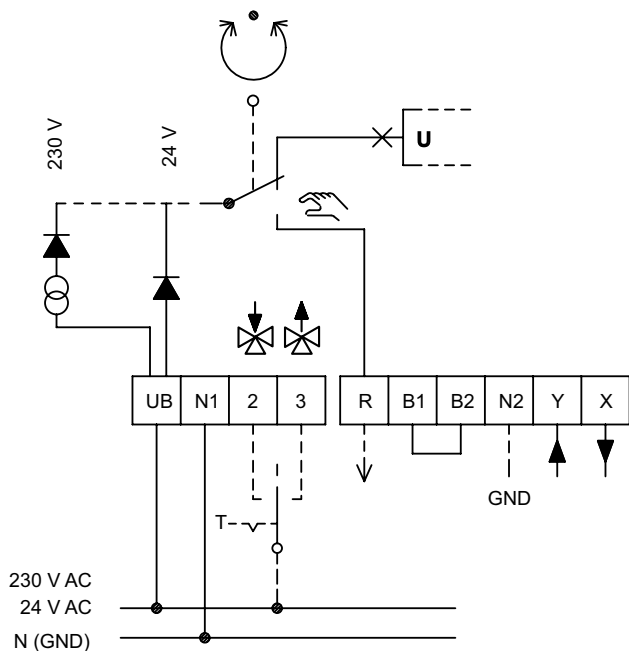 230 V
24 V
U
UB N1 2 3 R B1 B2 N2 Y X
GND
T
230 V AC
24 V AC
N (GND)